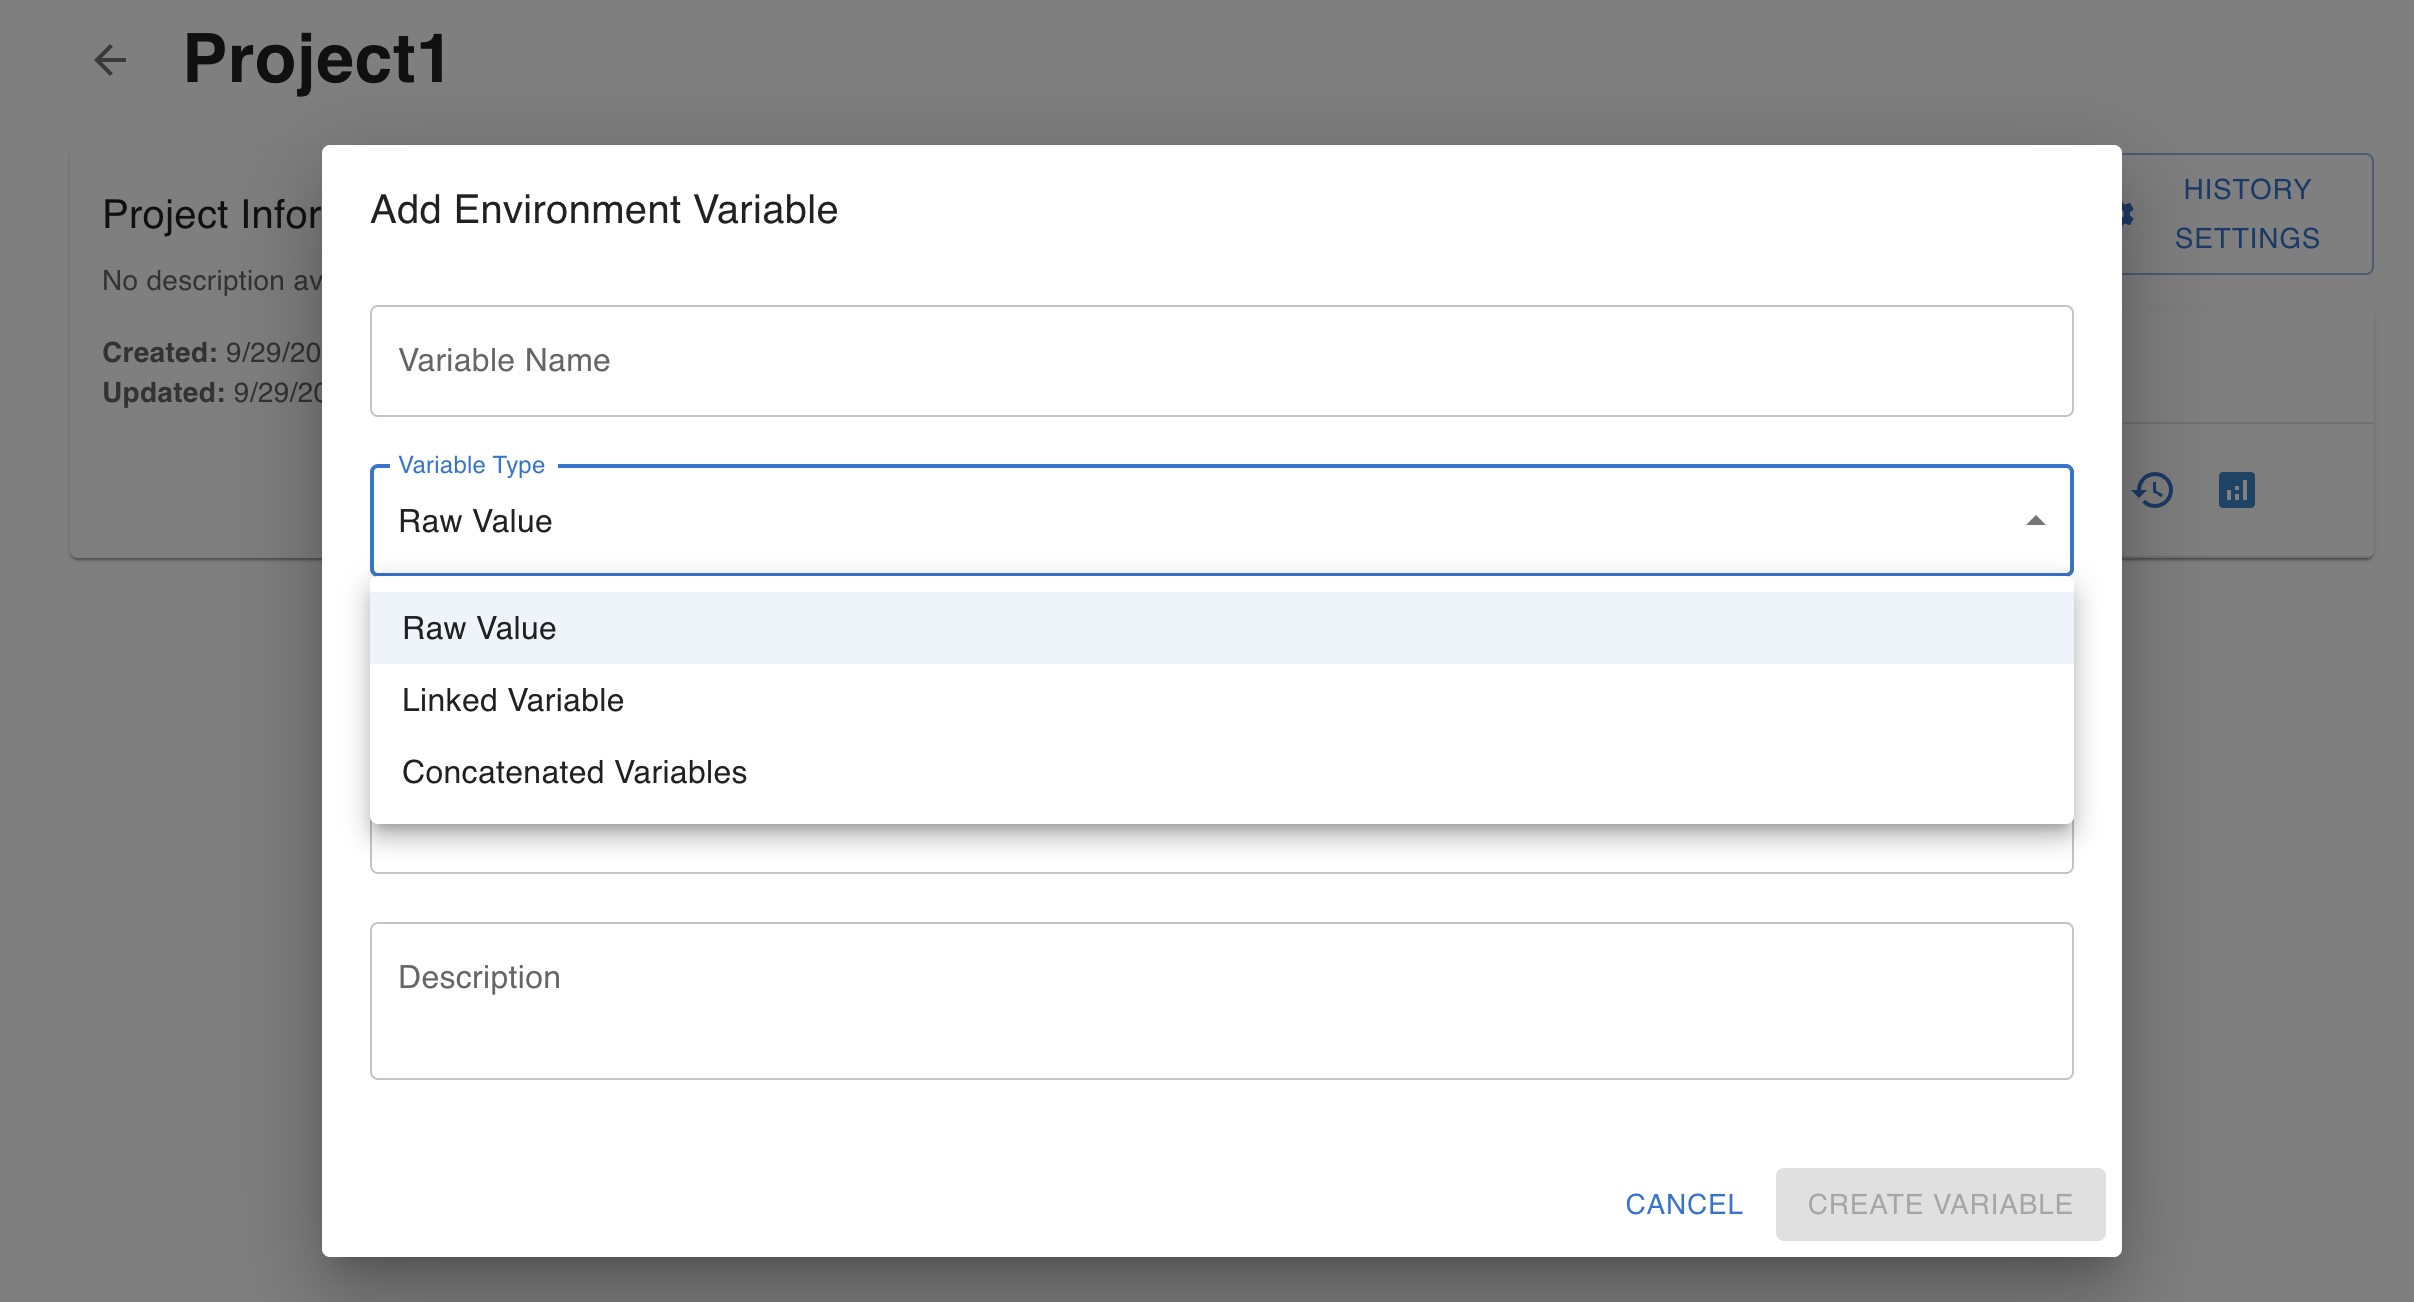 Project1
Project Infor
No description av
Created: 9/29/20
Updated: 9/29/20
HISTORY
SETTINGS
Add Environment Variable
Variable Name
Variable Type
Raw Value
Raw Value
Linked Variable
Concatenated Variables
Description
CANCEL
CREATE VARIABLE